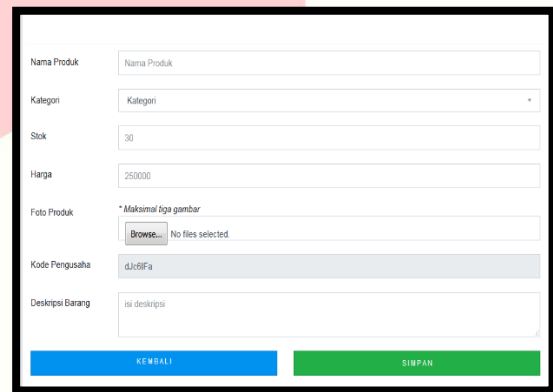 Nama Produk Nama Produk
Kategori Kategori
Stok 30
Harga 250000
Foto Produk * Maksimal tiga gambar
Browse... No files selected.
Kode Pengusaha dJc6lFa
Deskripsi Barang isi deskripsi
KEMBALI SIMPAN